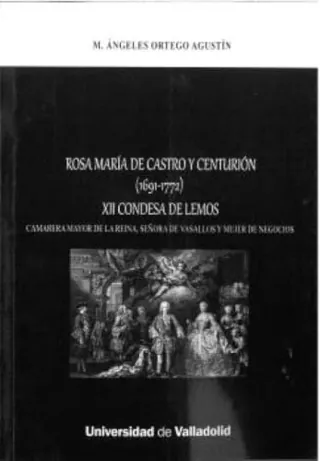 M. ÁNGELES ORTEGO AGUSTÍN
ROSA MARÍA DE CASTRO Y CENTURIÓN
(1691-1772)
XII CONDESA DE LEMOS
CAMARERA MAYOR DE LA REINA, SEÑORA DE VASALLOS Y MUJER DE NEGOCIOS
Universidad de Valladolid